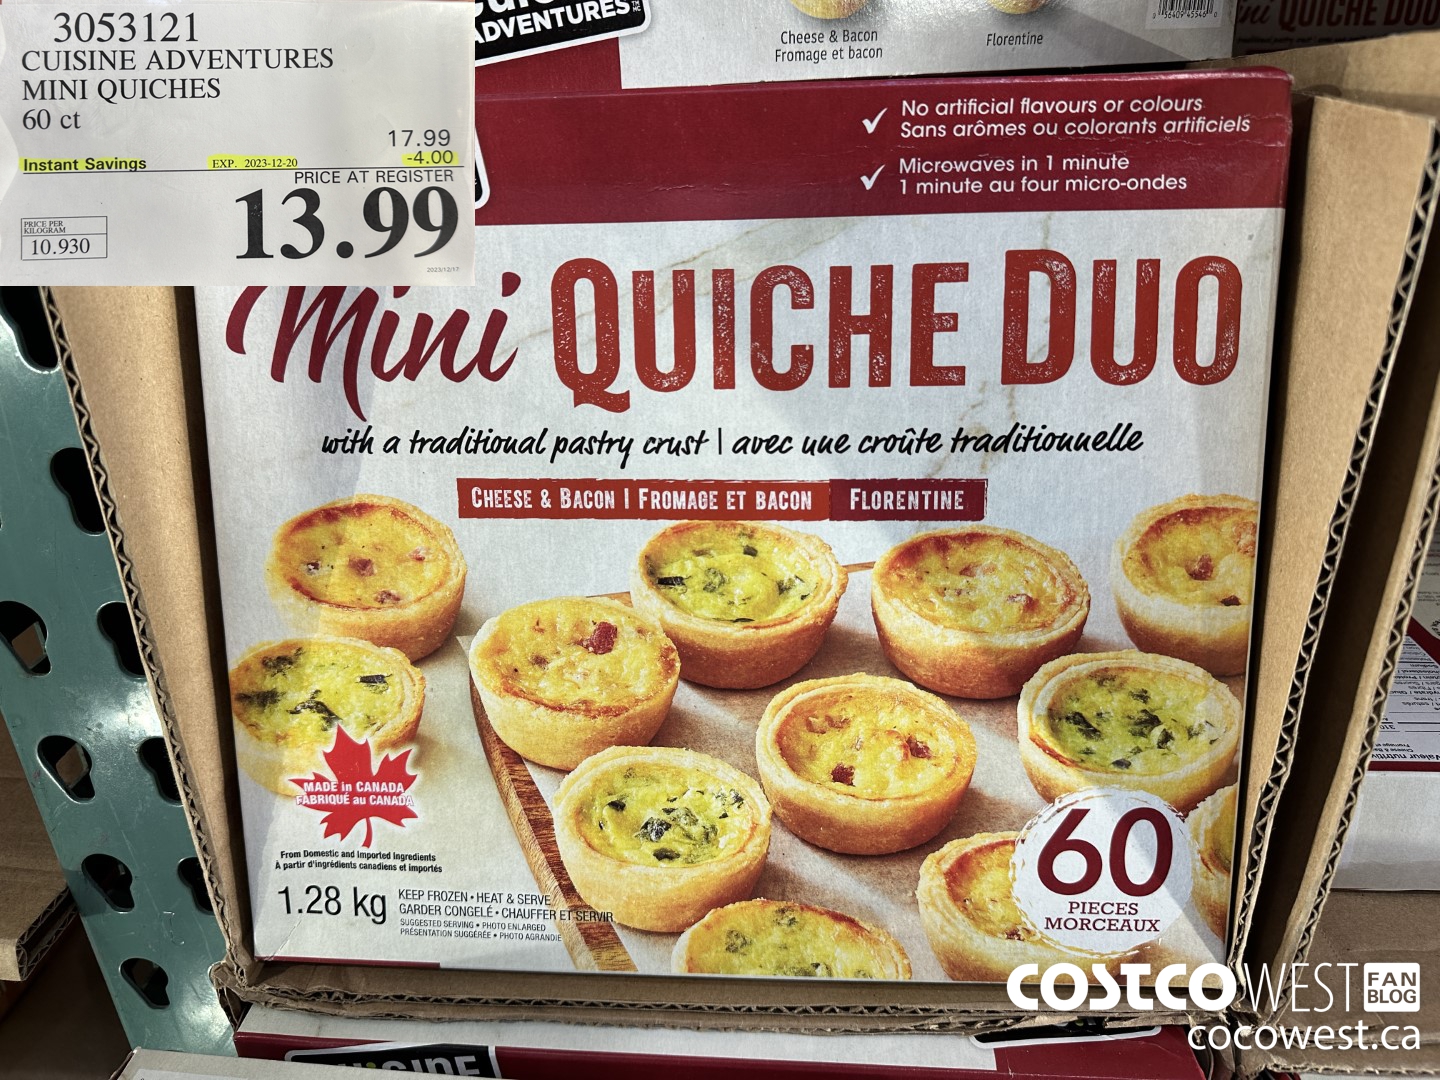 3053121
CUISINE ADVENTURES
MINI QUICHES
60 ct
17.99
Instant Savings
EXP. 2023-12-20
-4.00
PRICE AT REGISTER
13.99
PRICE PER
KILOGRAM
10.930
2023/12/17
ADVENTURES
Cheese & Bacon
Fromage et bacon
Florentine
No artificial flavours or colours
Sans arômes ou colorants artificiels
Microwaves in 1 minute
1 minute au four micro-ondes
Mini QUICHE DUO
with a traditional pastry crust | avec une croûte traditionnelle
CHEESE & BACON | FROMAGE ET BACON FLORENTINE
MADE in CANADA
FABRIQUÉ au CANADA
From Domestic and Imported Ingredients
À partir d'ingrédients canadiens et importés
1.28 kg
KEEP FROZEN • HEAT & SERVE
GARDER CONGELÉ • CHAUFFER ET SERVIR
SUGGESTED SERVING • PHOTO ENLARGED
PRÉSENTATION SUGGÉRÉE • PHOTO AGRANDIE
60
PIECES
MORCEAUX
COSTCO WEST FAN BLOG
cocowest.ca